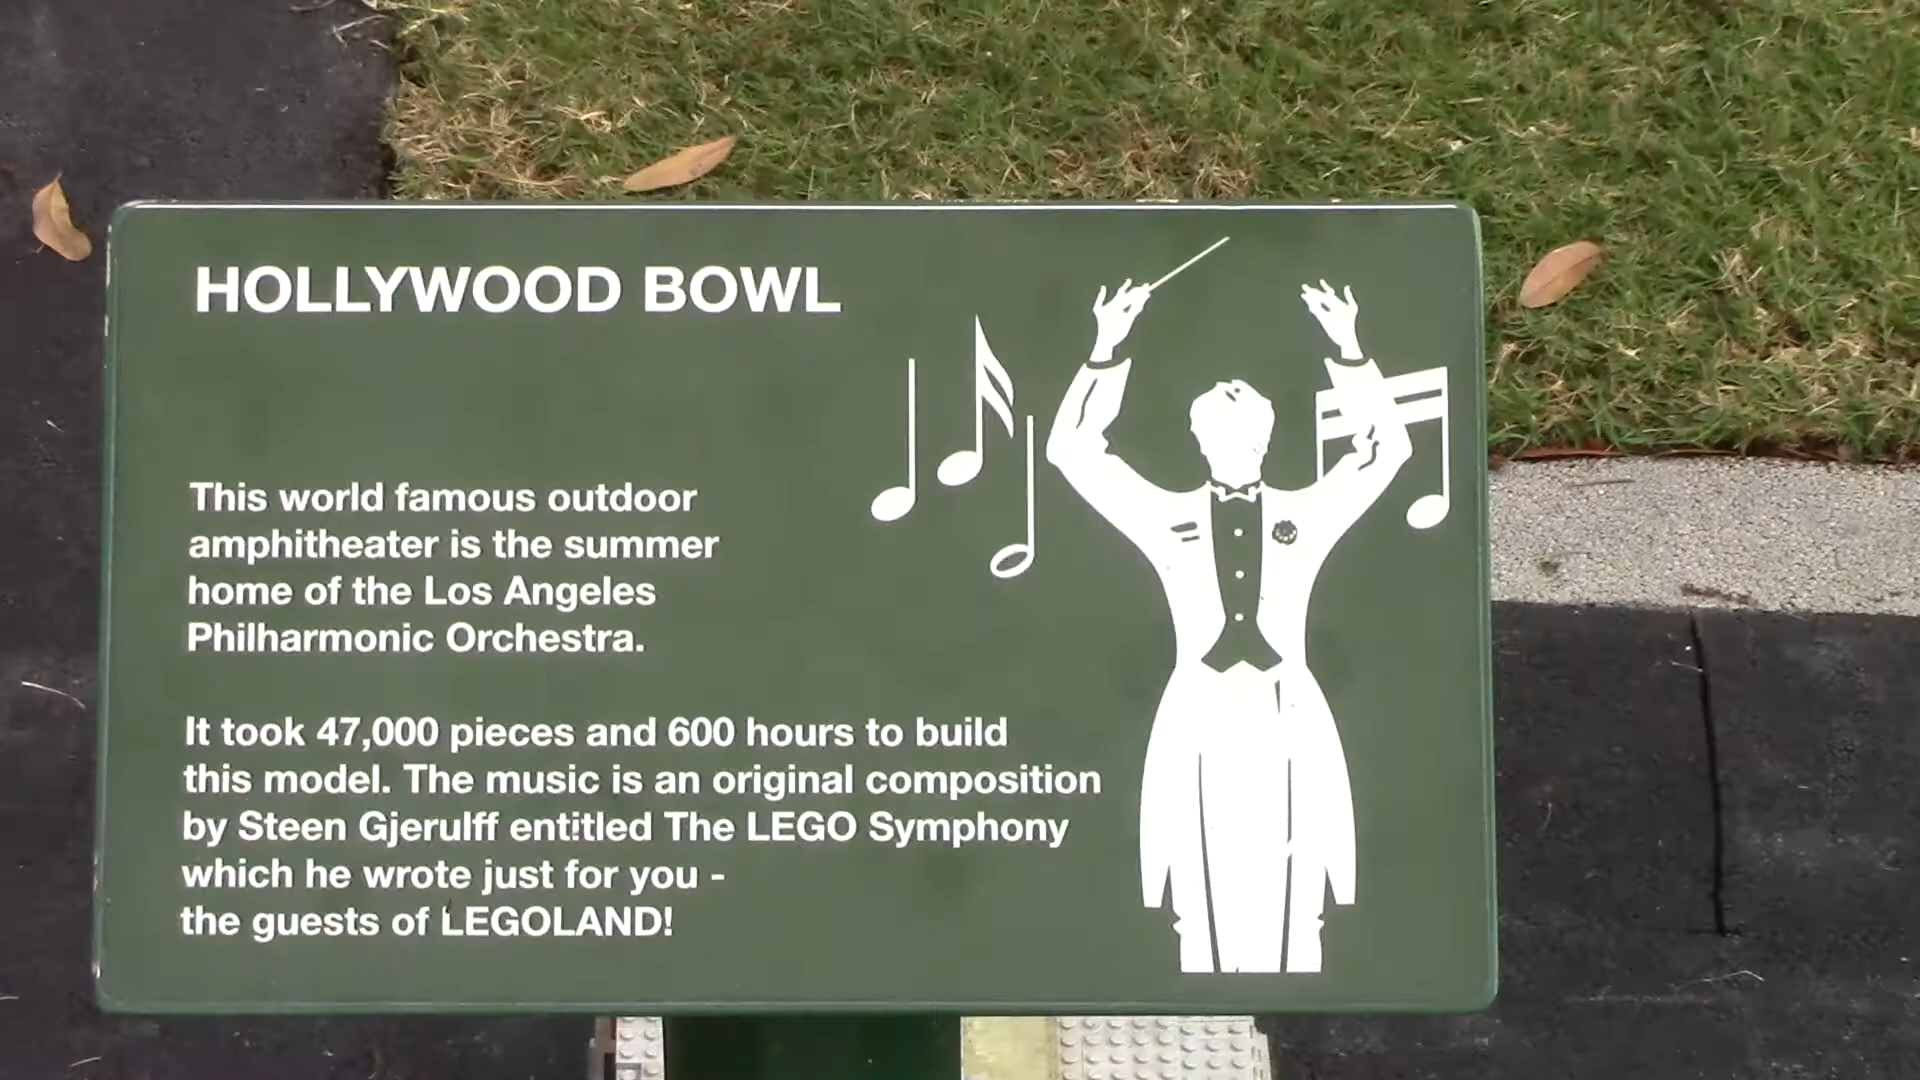 HOLLYWOOD BOWL
This world famous outdoor
amphitheater is the summer
home of the Los Angeles
Philharmonic Orchestra.
It took 47,000 pieces and 600 hours to build
this model. The music is an original composition
by Steen Gjerulff entitled The LEGO Symphony
which he wrote just for you -
the guests of LEGOLAND!